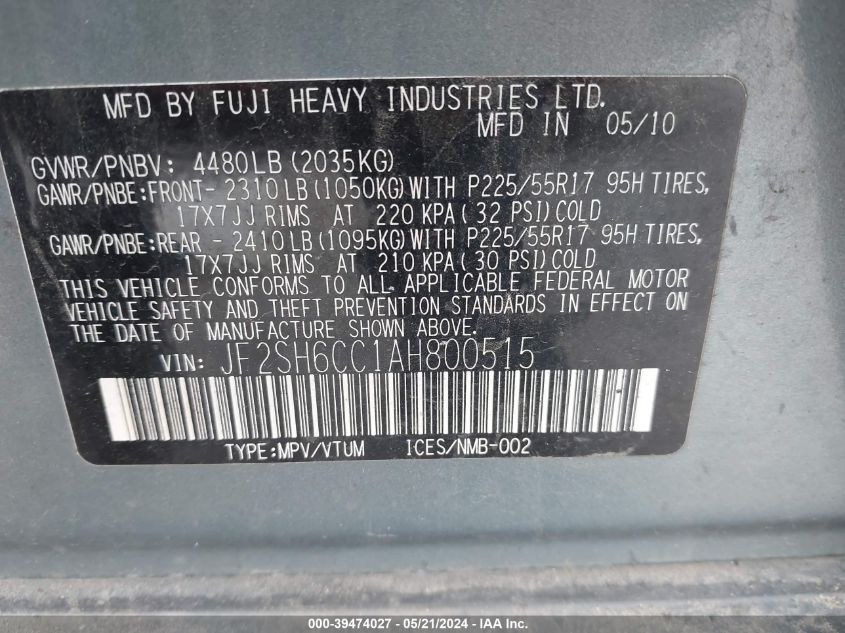 MFD BY FUJI HEAVY INDUSTRIES LTD.
MFD IN 05/10
GVWR/PNBV: 4480LB(2035KG)
GAWR/PNBE:FRONT- 2310LB(1050KG)WITH P225/55R17 95H TIRES,
17X7JJ RIMS AT 220 KPA(32 PSI)COLD
GAWR/PNBE:REAR - 2410LB(1095KG)WITH P225/55R17 95H TIRES,
17X7JJ RIMS AT 210 KPA(30 PSI)COLD
THIS VEHICLE CONFORMS TO ALL APPLICABLE FEDERAL MOTOR
VEHICLE SAFETY AND THEFT PREVENTION STANDARDS IN EFFECT ON
THE DATE OF MANUFACTURE SHOWN ABOVE.
VIN: JF2SH6CC1AH800515
TYPE:MPV/VTUM ICES/NMB-002
000-39474027 - 05/21/2024 - IAA Inc.